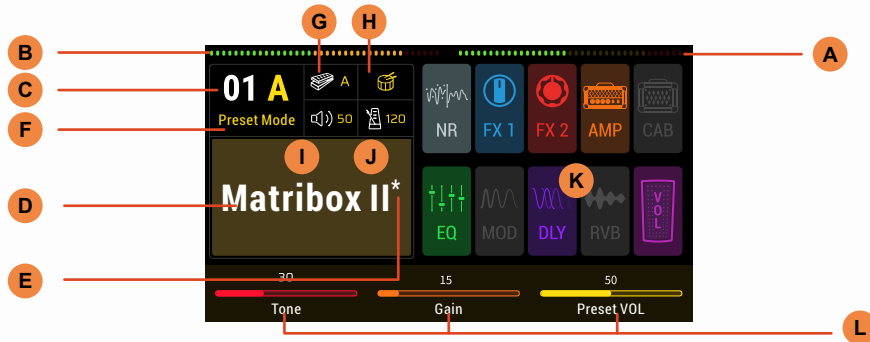 G H
B A
C 01 A A
F Preset Mode 50 120
NR FX 1 FX 2 AMP CAB
I J
D Matribox II* K
EQ MOD DLY RVB VOL
E
30 15 50
Tone Gain Preset VOL
L